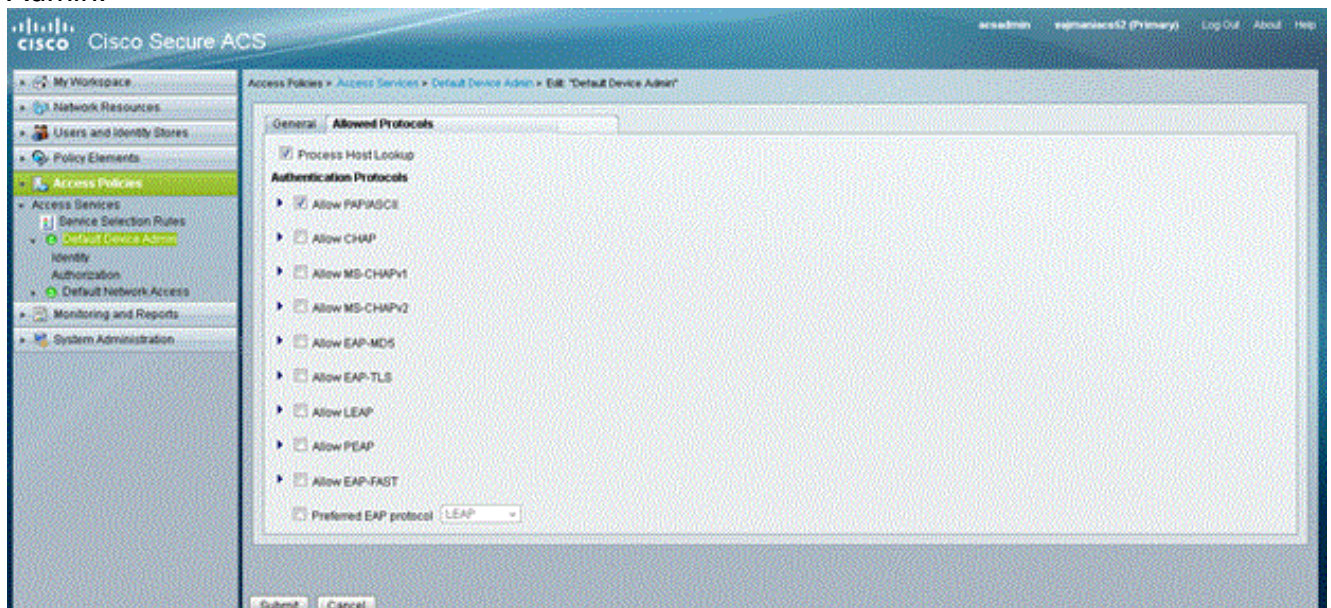 CISCO Cisco Secure ACS
acsadmin sajmaniacs52 (Primary) Log Out About Help
My Workspace
Network Resources
Users and Identity Stores
Policy Elements
Access Policies
Access Services
Service Selection Rules
Default Device Admin
Identity
Authorization
Default Network Access
Monitoring and Reports
System Administration
Access Policies > Access Services > Default Device Admin > Edit: "Default Device Admin"
General Allowed Protocols
Process Host Lookup
Authentication Protocols
Allow PAP/ASCII
Allow CHAP
Allow MS-CHAPv1
Allow MS-CHAPv2
Allow EAP-MD5
Allow EAP-TLS
Allow LEAP
Allow PEAP
Allow EAP-FAST
Preferred EAP protocol LEAP
Submit Cancel